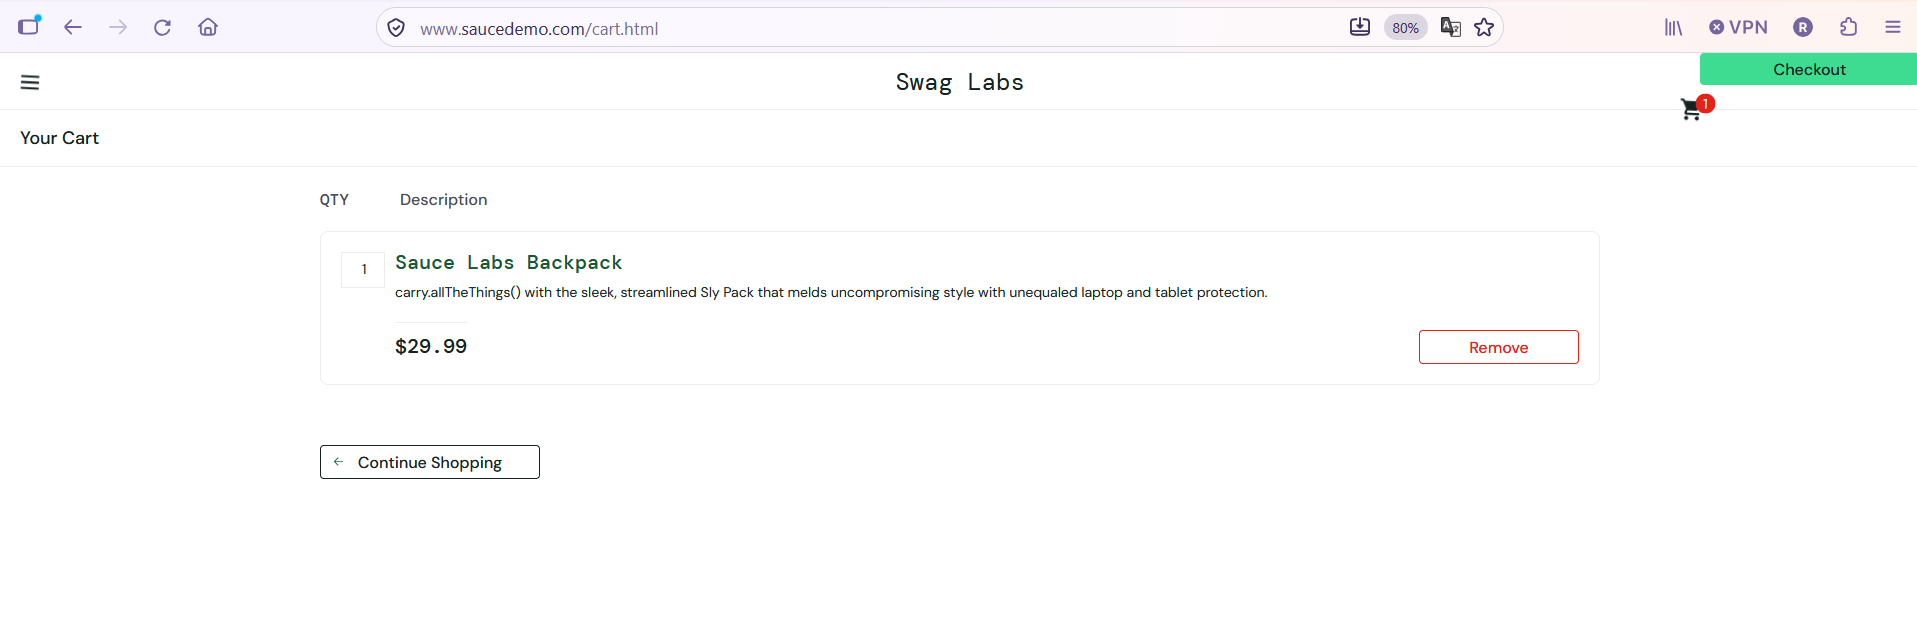 www.saucedemo.com/cart.html
80%
VPN
R
Swag Labs
Checkout
1
Your Cart
QTY Description
1
Sauce Labs Backpack
carry.allTheThings() with the sleek, streamlined Sly Pack that melds uncompromising style with unequaled laptop and tablet protection.
$29.99
Remove
Continue Shopping